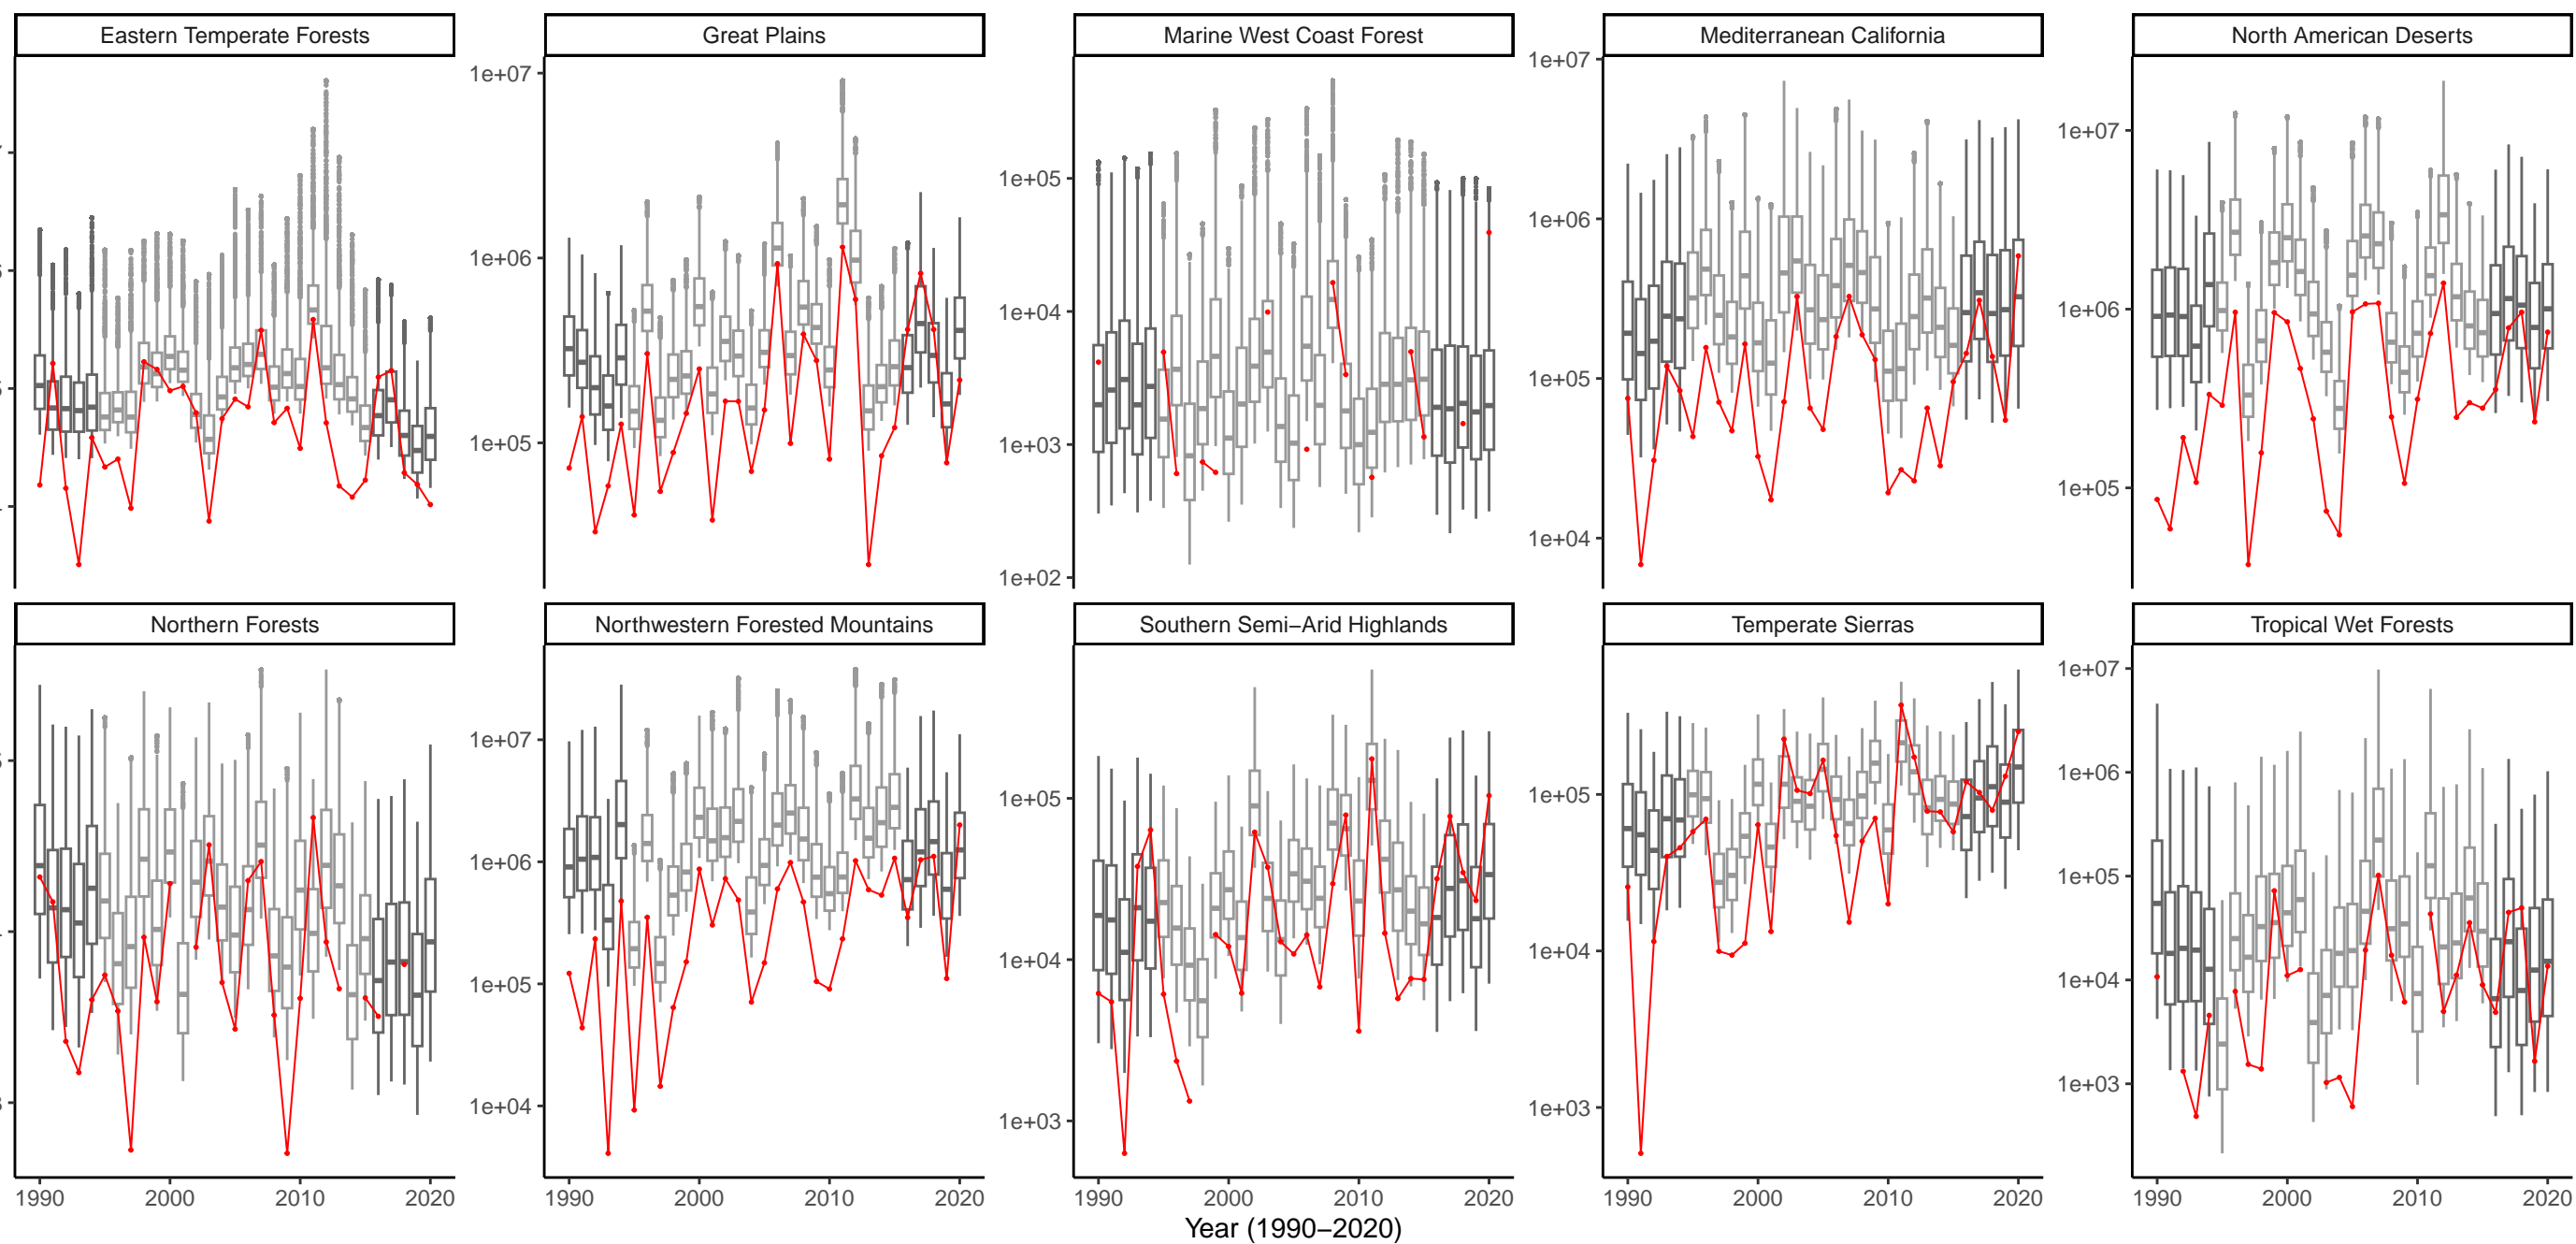 Eastern Temperate Forests
Great Plains
Marine West Coast Forest
Mediterranean California
North American Deserts
1e+07
1e+06
1e+05
1e+05
1e+04
1e+03
1e+02
1e+07
1e+06
1e+05
1e+04
1e+07
1e+06
1e+05
Northern Forests
Northwestern Forested Mountains
Southern Semi−Arid Highlands
Temperate Sierras
Tropical Wet Forests
1e+07
1e+06
1e+05
1e+04
1e+05
1e+04
1e+03
1e+05
1e+04
1e+03
1e+07
1e+06
1e+05
1e+04
1e+03
1990 2000 2010 2020
1990 2000 2010 2020
1990 2000 2010 2020
1990 2000 2010 2020
1990 2000 2010 2020
Year (1990−2020)